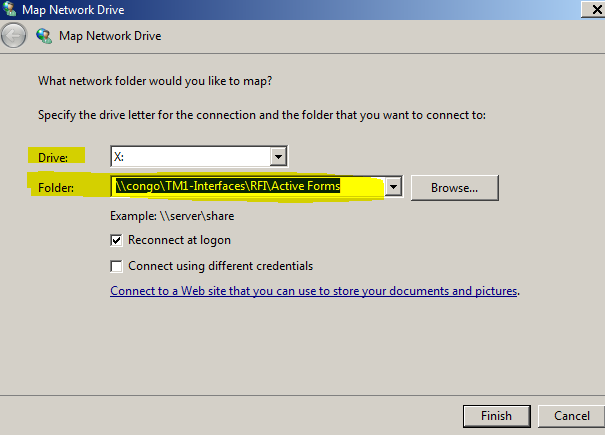 Map Network Drive
Map Network Drive
What network folder would you like to map?
Specify the drive letter for the connection and the folder that you want to connect to:
Drive: X:
Folder: \\congo\TM1-Interfaces\RFI\Active Forms Browse...
Example: \\server\share
Reconnect at logon
Connect using different credentials
Connect to a Web site that you can use to store your documents and pictures.
Finish Cancel